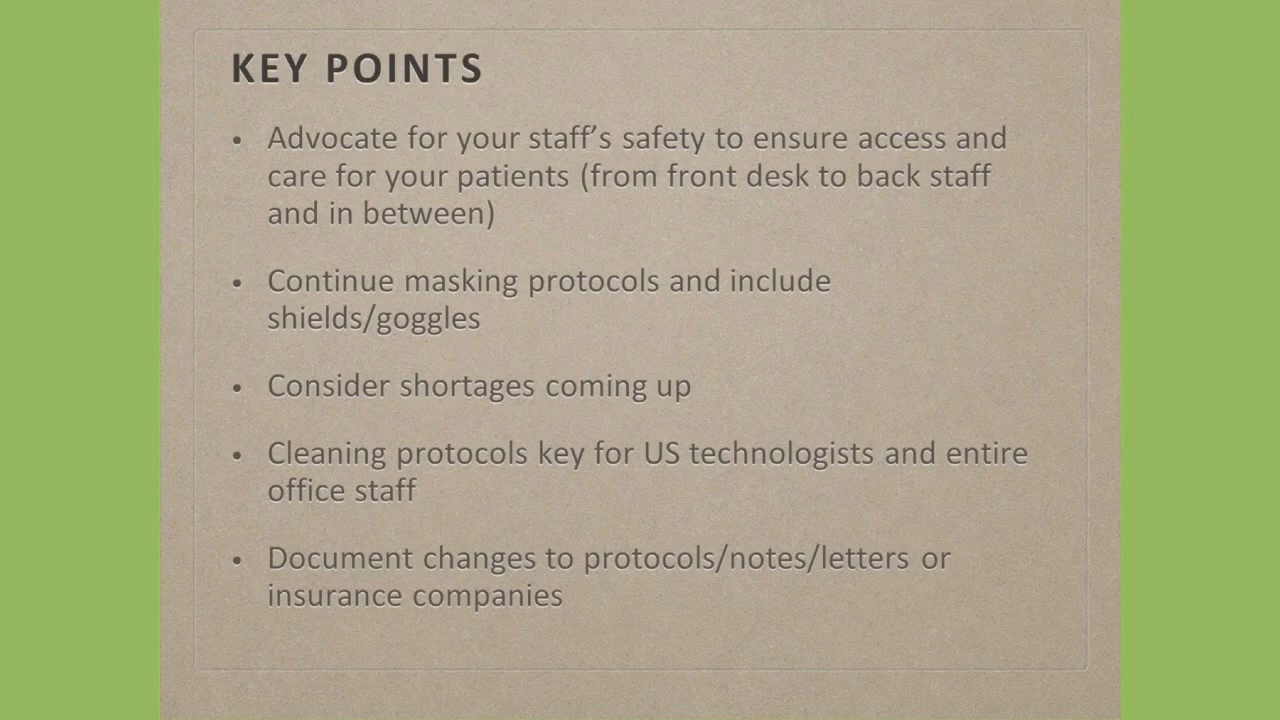 KEY POINTS
• Advocate for your staff’s safety to ensure access and
care for your patients (from front desk to back staff
and in between)
• Continue masking protocols and include
shields/goggles
• Consider shortages coming up
• Cleaning protocols key for US technologists and entire
office staff
• Document changes to protocols/notes/letters or
insurance companies